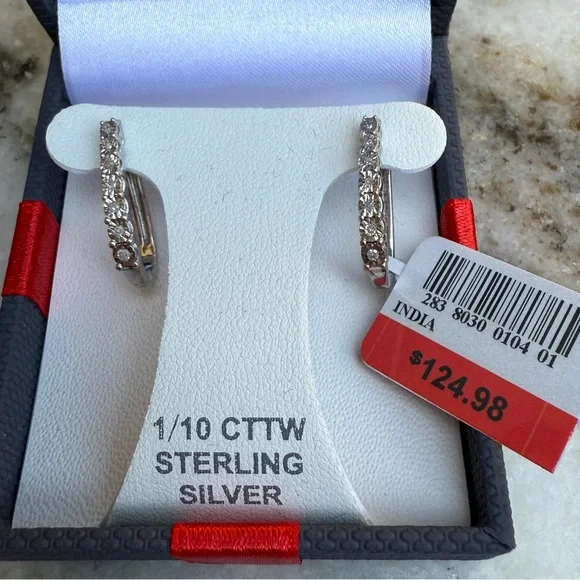 1/10 CTTW
STERLING
SILVER
283 8030 0104 01
INDIA
$124.98